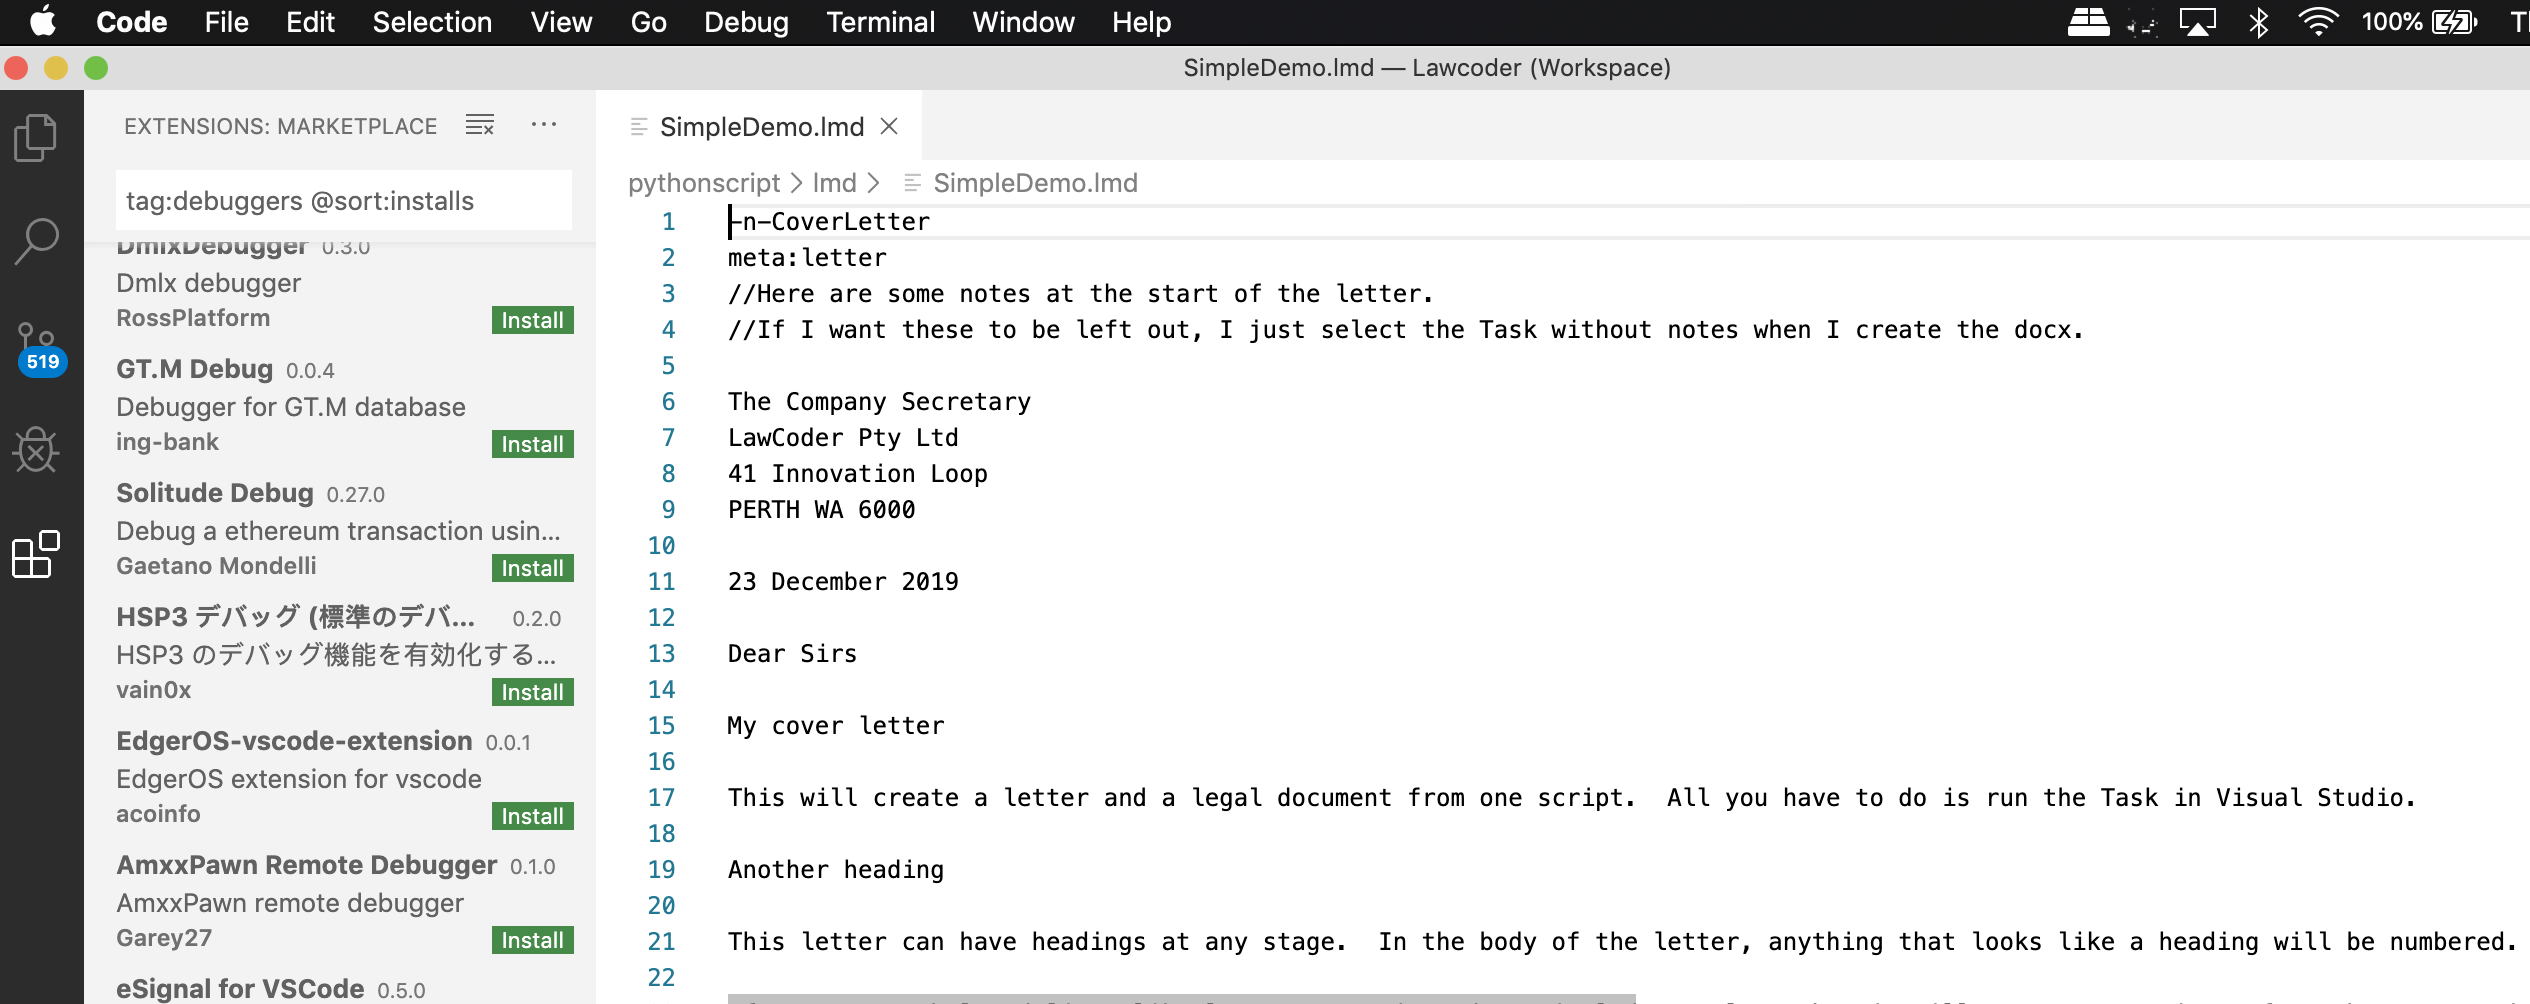 Code File Edit Selection View Go Debug Terminal Window Help 100%
SimpleDemo.lmd — Lawcoder (Workspace)
EXTENSIONS: MARKETPLACE
tag:debuggers @sort:installs
DmlxDebugger 0.3.0
Dmlx debugger
RossPlatform Install
519
GT.M Debug 0.0.4
Debugger for GT.M database
ing-bank Install
Solitude Debug 0.27.0
Debug a ethereum transaction usin...
Gaetano Mondelli Install
HSP3 デバッグ (標準のデバ... 0.2.0
HSP3 のデバッグ機能を有効化する...
vain0x Install
EdgerOS-vscode-extension 0.0.1
EdgerOS extension for vscode
acoinfo Install
AmxxPawn Remote Debugger 0.1.0
AmxxPawn remote debugger
Garey27 Install
eSignal for VSCode 0.5.0
SimpleDemo.lmd
pythonscript > lmd > SimpleDemo.lmd
1 -n-CoverLetter
2 meta:letter
3 //Here are some notes at the start of the letter.
4 //If I want these to be left out, I just select the Task without notes when I create the docx.
5
6 The Company Secretary
7 LawCoder Pty Ltd
8 41 Innovation Loop
9 PERTH WA 6000
10
11 23 December 2019
12
13 Dear Sirs
14
15 My cover letter
16
17 This will create a letter and a legal document from one script.  All you have to do is run the Task in Visual Studio.
18
19 Another heading
20
21 This letter can have headings at any stage.  In the body of the letter, anything that looks like a heading will be numbered.
22